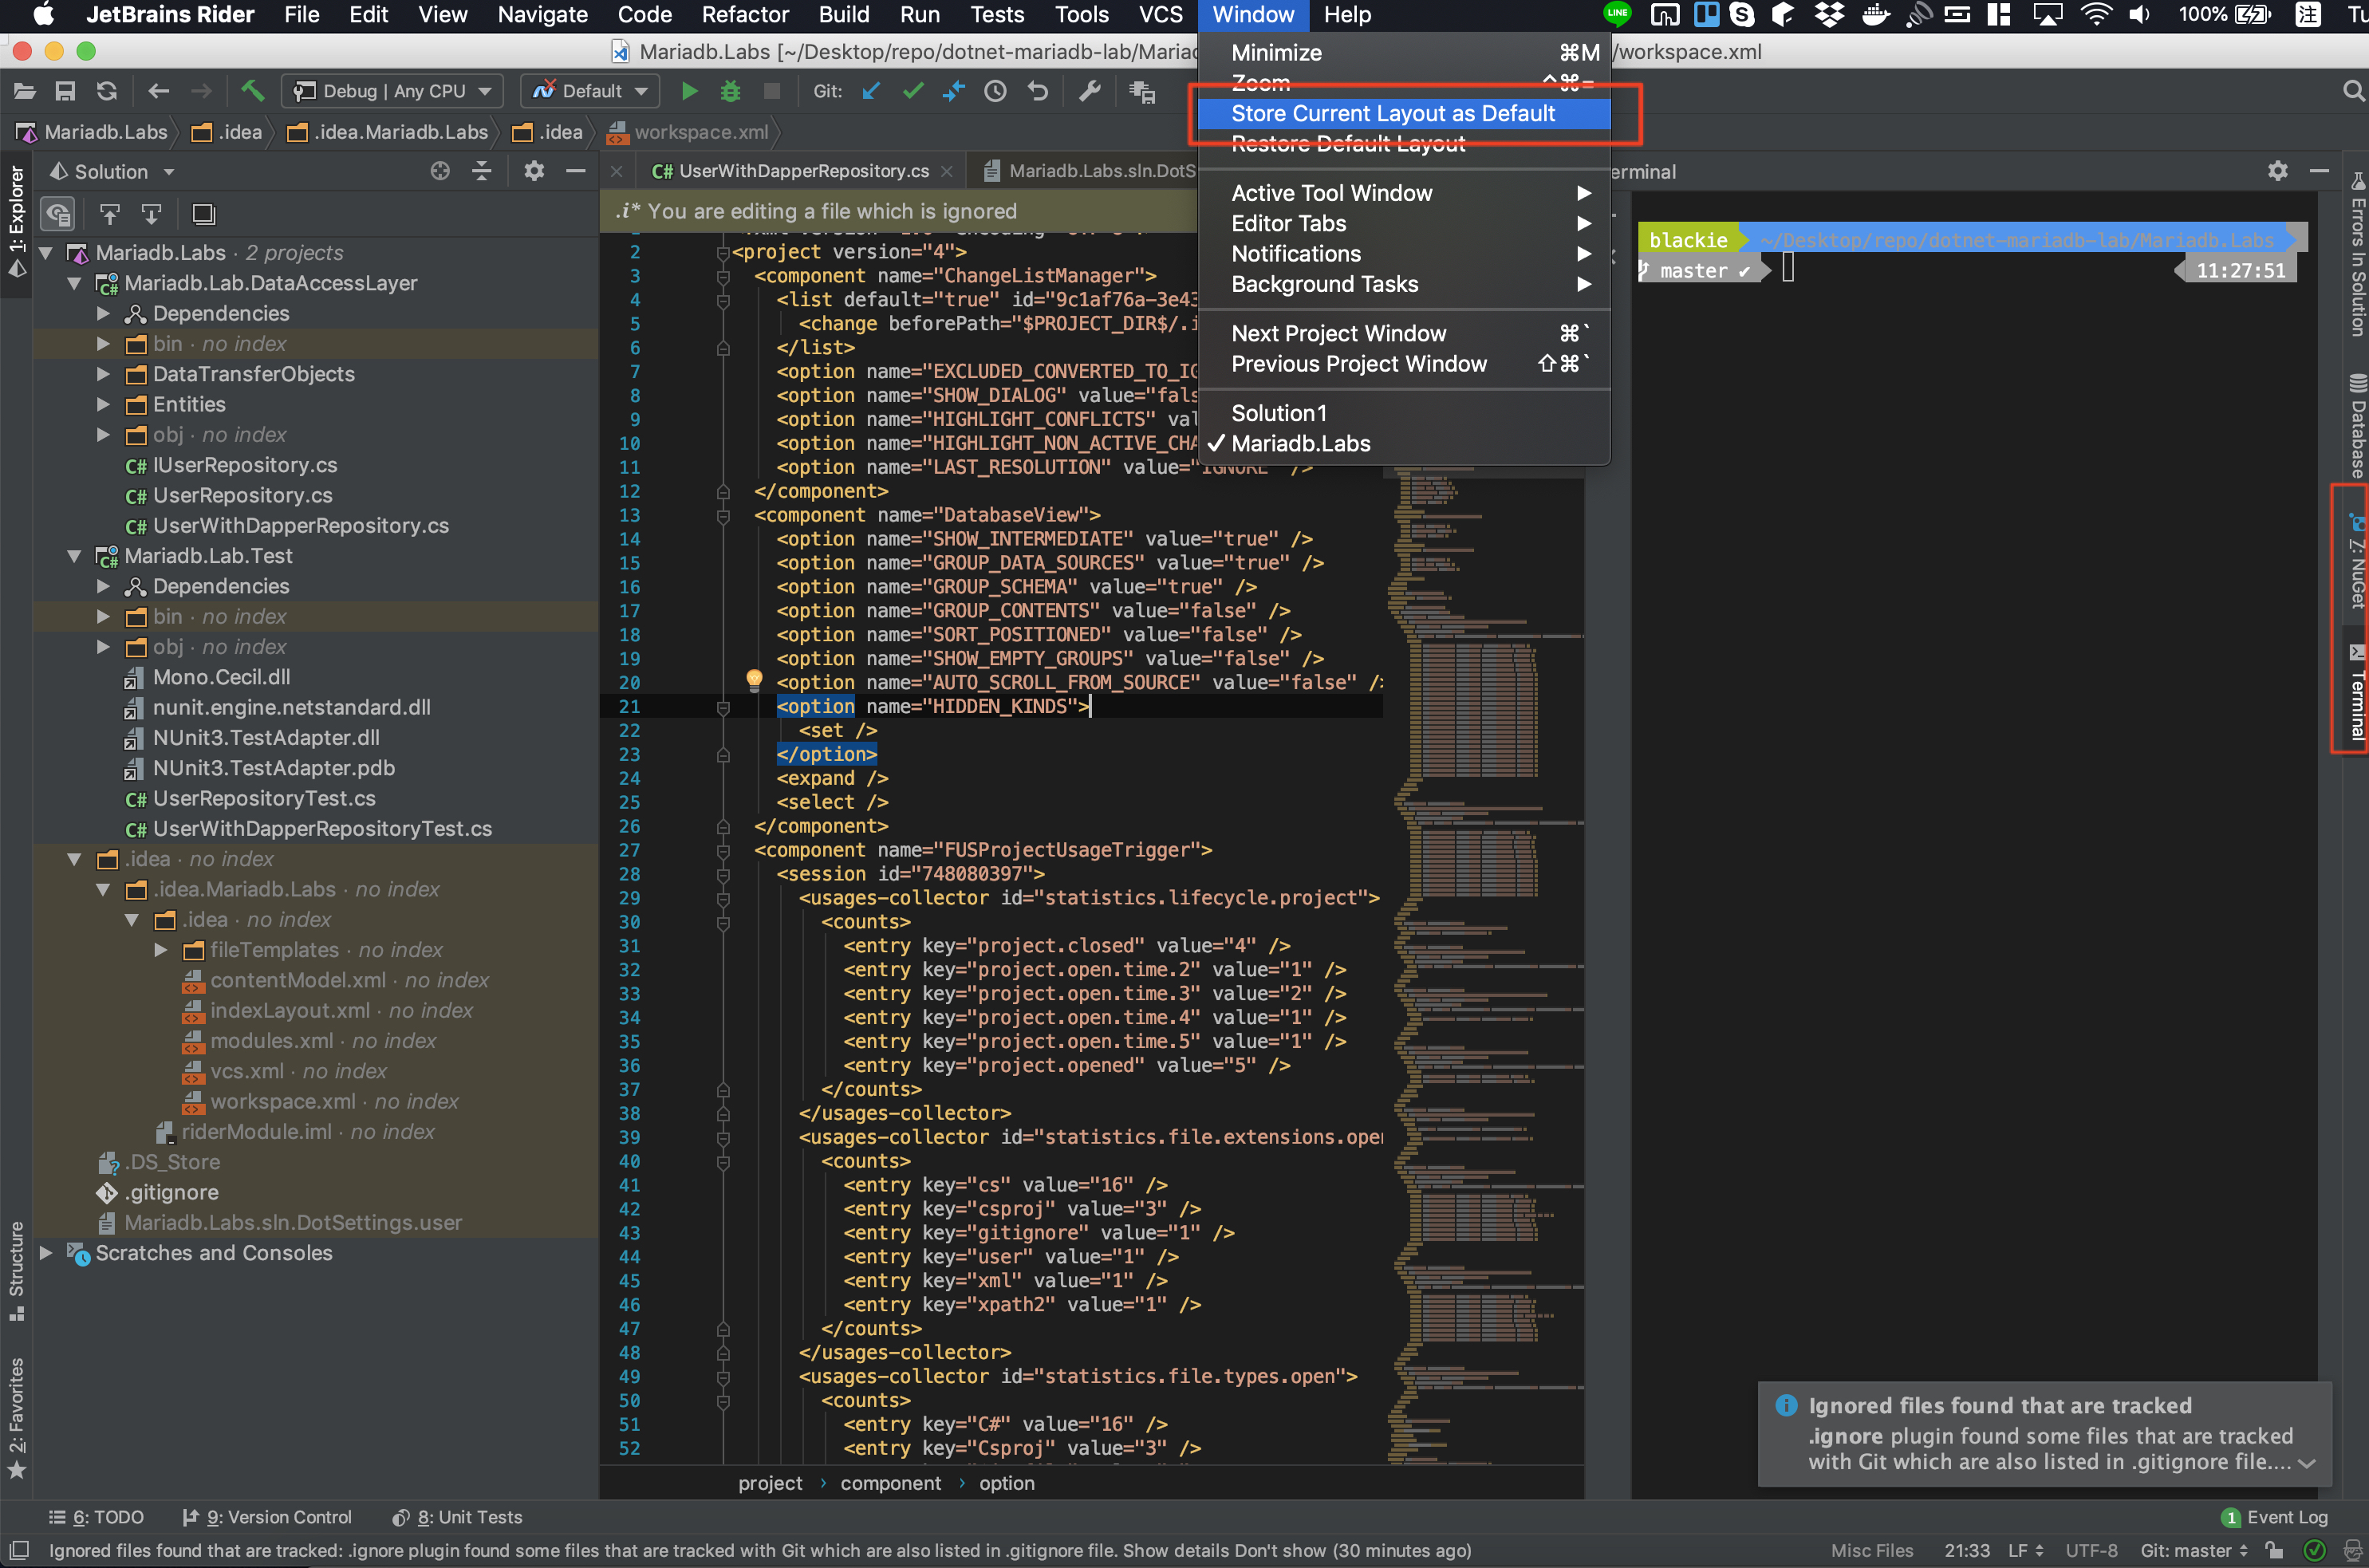 JetBrains Rider File Edit View Navigate Code Refactor Build Run Tests Tools VCS Window Help LINE 100% 注 Tu
Mariadb.Labs [~/Desktop/repo/dotnet-mariadb-lab/Maria
/workspace.xml
Debug | Any CPU
Default
Git:
Mariadb.Labs .idea .idea.Mariadb.Labs .idea workspace.xml
Minimize ⌘M
Zoom ^⌘=
Store Current Layout as Default
Restore Default Layout
Active Tool Window
Editor Tabs
Notifications
Background Tasks
Next Project Window ⌘`
Previous Project Window ⇧⌘`
Solution1
✓ Mariadb.Labs
1: Explorer
Structure
2: Favorites
Solution
Mariadb.Labs · 2 projects
Mariadb.Lab.DataAccessLayer
Dependencies
bin · no index
DataTransferObjects
Entities
obj · no index
C# IUserRepository.cs
C# UserRepository.cs
C# UserWithDapperRepository.cs
Mariadb.Lab.Test
Dependencies
bin · no index
obj · no index
Mono.Cecil.dll
nunit.engine.netstandard.dll
NUnit3.TestAdapter.dll
NUnit3.TestAdapter.pdb
C# UserRepositoryTest.cs
C# UserWithDapperRepositoryTest.cs
.idea · no index
.idea.Mariadb.Labs · no index
.idea · no index
fileTemplates · no index
contentModel.xml · no index
indexLayout.xml · no index
modules.xml · no index
vcs.xml · no index
workspace.xml · no index
riderModule.iml · no index
.DS_Store
.gitignore
Mariadb.Labs.sln.DotSettings.user
Scratches and Consoles
C# UserWithDapperRepository.cs
Mariadb.Labs.sln.DotS
.i* You are editing a file which is ignored
2 <project version="4">
3 <component name="ChangeListManager">
4 <list default="true" id="9c1af76a-3e43
5 <change beforePath="$PROJECT_DIR$/.i
6 </list>
7 <option name="EXCLUDED_CONVERTED_TO_IG
8 <option name="SHOW_DIALOG" value="fals
9 <option name="HIGHLIGHT_CONFLICTS" val
10 <option name="HIGHLIGHT_NON_ACTIVE_CHA
11 <option name="LAST_RESOLUTION" value="IGNORE" />
12 </component>
13 <component name="DatabaseView">
14 <option name="SHOW_INTERMEDIATE" value="true" />
15 <option name="GROUP_DATA_SOURCES" value="true" />
16 <option name="GROUP_SCHEMA" value="true" />
17 <option name="GROUP_CONTENTS" value="false" />
18 <option name="SORT_POSITIONED" value="false" />
19 <option name="SHOW_EMPTY_GROUPS" value="false" />
20 <option name="AUTO_SCROLL_FROM_SOURCE" value="false" />
21 <option name="HIDDEN_KINDS">
22 <set />
23 </option>
24 <expand />
25 <select />
26 </component>
27 <component name="FUSProjectUsageTrigger">
28 <session id="748080397">
29 <usages-collector id="statistics.lifecycle.project">
30 <counts>
31 <entry key="project.closed" value="4" />
32 <entry key="project.open.time.2" value="1" />
33 <entry key="project.open.time.3" value="2" />
34 <entry key="project.open.time.4" value="1" />
35 <entry key="project.open.time.5" value="1" />
36 <entry key="project.opened" value="5" />
37 </counts>
38 </usages-collector>
39 <usages-collector id="statistics.file.extensions.open
40 <counts>
41 <entry key="cs" value="16" />
42 <entry key="csproj" value="3" />
43 <entry key="gitignore" value="1" />
44 <entry key="user" value="1" />
45 <entry key="xml" value="1" />
46 <entry key="xpath2" value="1" />
47 </counts>
48 </usages-collector>
49 <usages-collector id="statistics.file.types.open">
50 <counts>
51 <entry key="C#" value="16" />
52 <entry key="Csproj" value="3" />
project › component › option
erminal
blackie ~/Desktop/repo/dotnet-mariadb-lab/Mariadb.Labs
master ✔ 11:27:51
Errors In Solution
Database
7: NuGet
Terminal
Ignored files found that are tracked
.ignore plugin found some files that are tracked
with Git which are also listed in .gitignore file....
6: TODO 9: Version Control 8: Unit Tests 1 Event Log
Ignored files found that are tracked: .ignore plugin found some files that are tracked with Git which are also listed in .gitignore file. Show details Don't show (30 minutes ago) Misc Files 21:33 LF UTF-8 Git: master